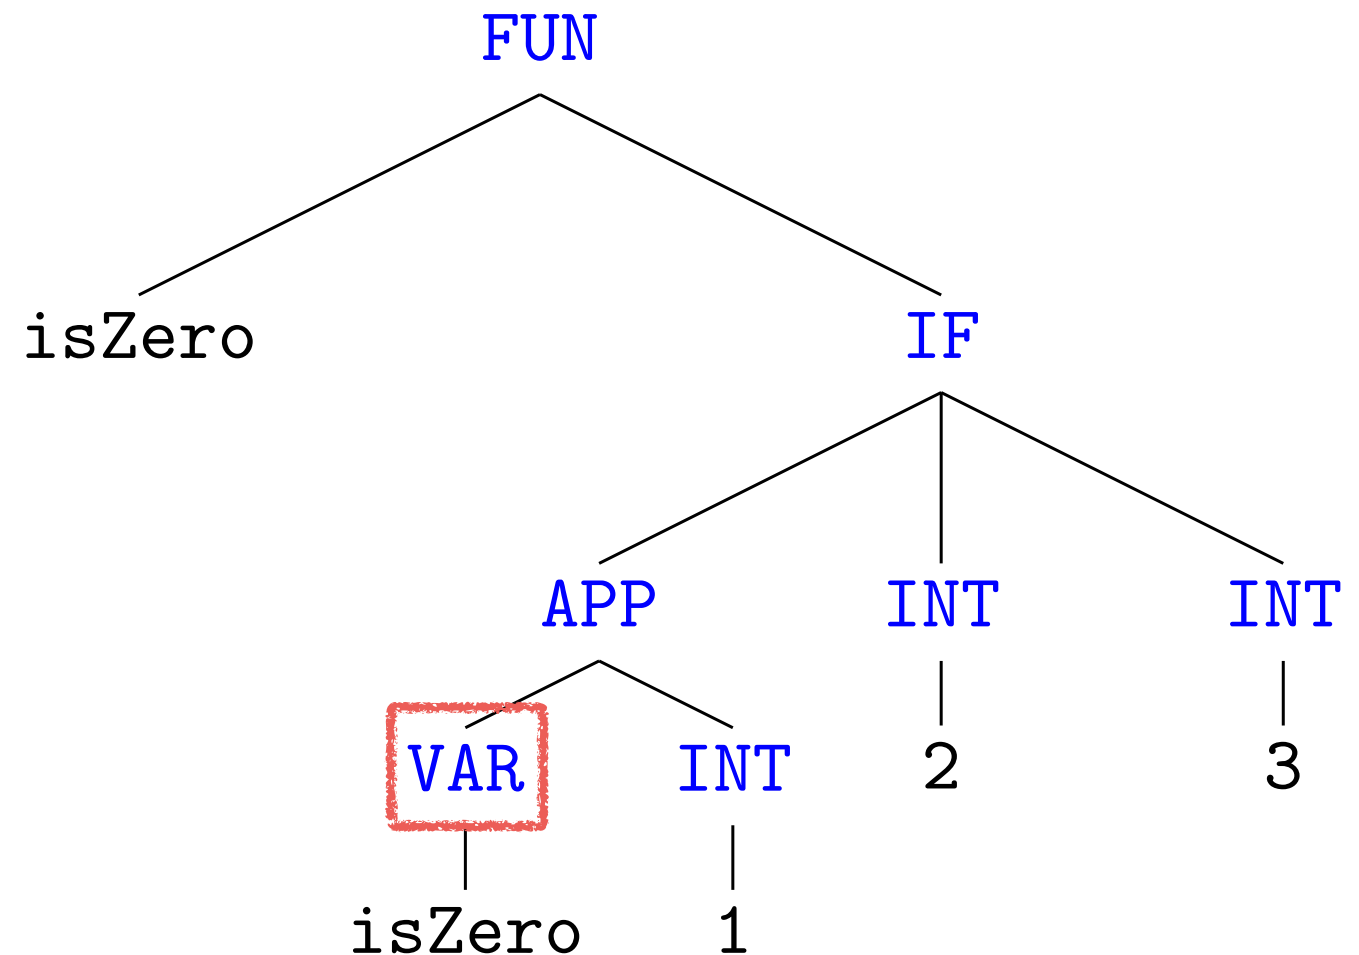 FUN
isZero IF
APP INT INT
VAR INT 2 3
isZero 1